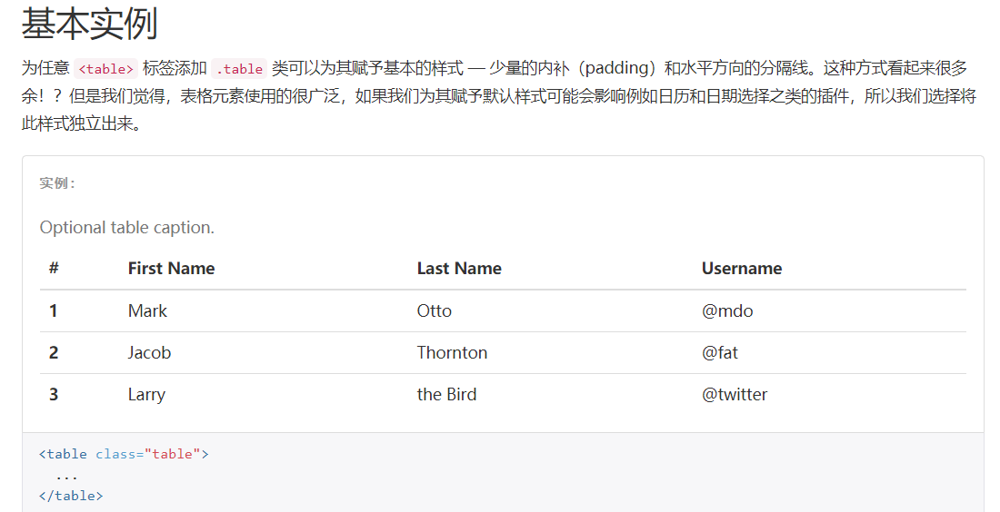 基本实例
为任意 <table> 标签添加 .table 类可以为其赋予基本的样式 — 少量的内补（padding）和水平方向的分隔线。这种方式看起来很多
余！？但是我们觉得，表格元素使用的很广泛，如果我们为其赋予默认样式可能会影响例如日历和日期选择之类的插件，所以我们选择将
此样式独立出来。
实例：
Optional table caption.
# First Name Last Name Username
1 Mark Otto @mdo
2 Jacob Thornton @fat
3 Larry the Bird @twitter
<table class="table">
...
</table>